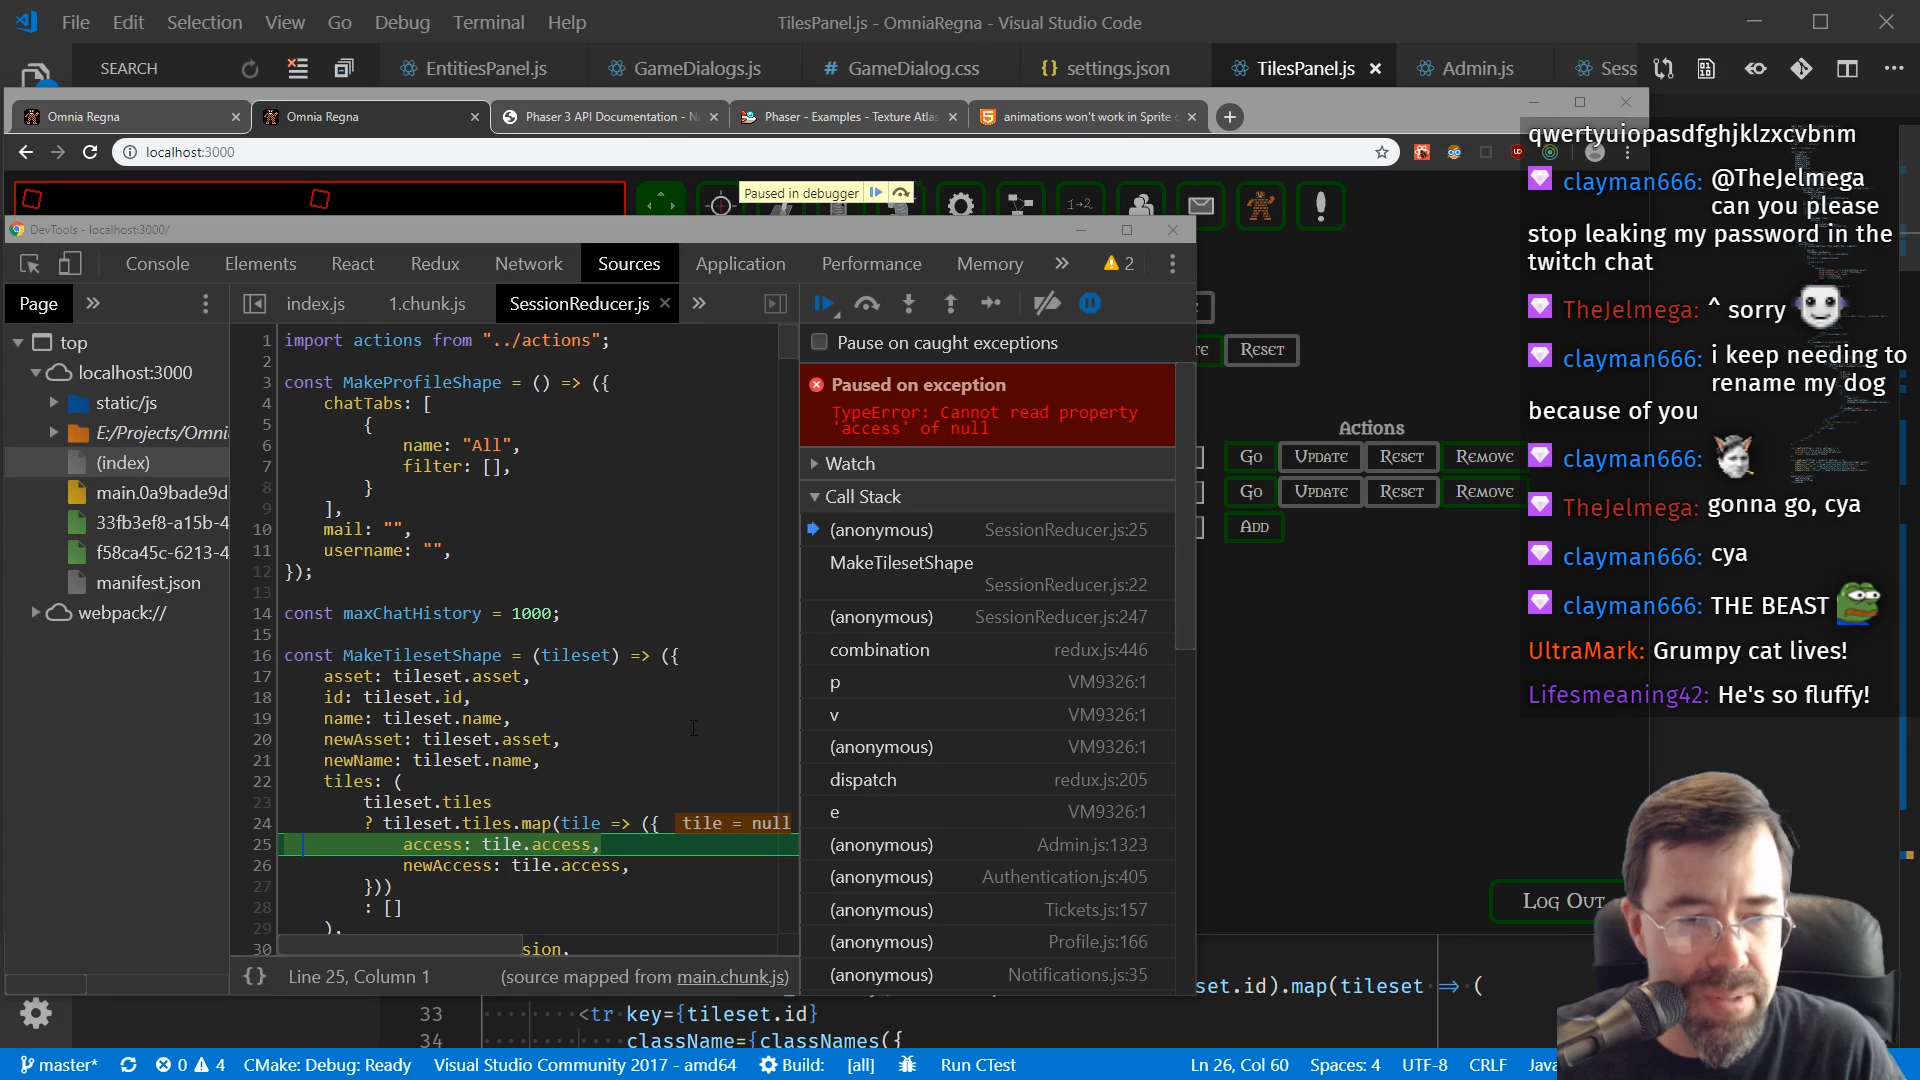 File Edit Selection View Go Debug Terminal Help
TilesPanel.js - OmniaRegna - Visual Studio Code
SEARCH
EntitiesPanel.js
GameDialogs.js
# GameDialog.css
{} settings.json
TilesPanel.js
Admin.js
Sess
Omnia Regna
Omnia Regna
Phaser 3 API Documentation - N
Phaser - Examples - Texture Atlas
animations won't work in Sprite
localhost:3000
Paused in debugger
1→2
DevTools - localhost:3000/
Console Elements React Redux Network Sources Application Performance Memory
2
Page
index.js
1.chunk.js
SessionReducer.js
top
localhost:3000
static/js
E:/Projects/Omni
(index)
main.0a9bade9d
33fb3ef8-a15b-4
f58ca45c-6213-4
manifest.json
webpack://
1 import actions from "../actions";
2
3 const MakeProfileShape = () => ({
4 chatTabs: [
5 {
6 name: "All",
7 filter: [],
8 }
9 ],
10 mail: "",
11 username: "",
12 });
13
14 const maxChatHistory = 1000;
15
16 const MakeTilesetShape = (tileset) => ({
17 asset: tileset.asset,
18 id: tileset.id,
19 name: tileset.name,
20 newAsset: tileset.asset,
21 newName: tileset.name,
22 tiles: (
23 tileset.tiles
24 ? tileset.tiles.map(tile => ({ tile = null
25 access: tile.access,
26 newAccess: tile.access,
27 }))
28 : []
29 ),
30 sion,
{} Line 25, Column 1
(source mapped from main.chunk.js)
Pause on caught exceptions
Paused on exception
TypeError: Cannot read property
'access' of null
Watch
Call Stack
(anonymous) SessionReducer.js:25
MakeTilesetShape
SessionReducer.js:22
(anonymous) SessionReducer.js:247
combination redux.js:446
p VM9326:1
v VM9326:1
(anonymous) VM9326:1
dispatch redux.js:205
e VM9326:1
(anonymous) Admin.js:1323
(anonymous) Authentication.js:405
(anonymous) Tickets.js:157
(anonymous) Profile.js:166
(anonymous) Notifications.js:35
Reset
Actions
Go Update Reset Remove
Go Update Reset Remove
Add
Log Out
qwertyuiopasdfghjklzxcvbnm
clayman666: @TheJelmega
can you please
stop leaking my password in the
twitch chat
TheJelmega: ^ sorry
clayman666: i keep needing to
rename my dog
because of you
clayman666:
TheJelmega: gonna go, cya
clayman666: cya
clayman666: THE BEAST
UltraMark: Grumpy cat lives!
Lifesmeaning42: He's so fluffy!
set.id).map(tileset => (
33 <tr key={tileset.id}
34 className={classNames({
master* 0 4 CMake: Debug: Ready Visual Studio Community 2017 - amd64 Build: [all] Run CTest
Ln 26, Col 60 Spaces: 4 UTF-8 CRLF Java